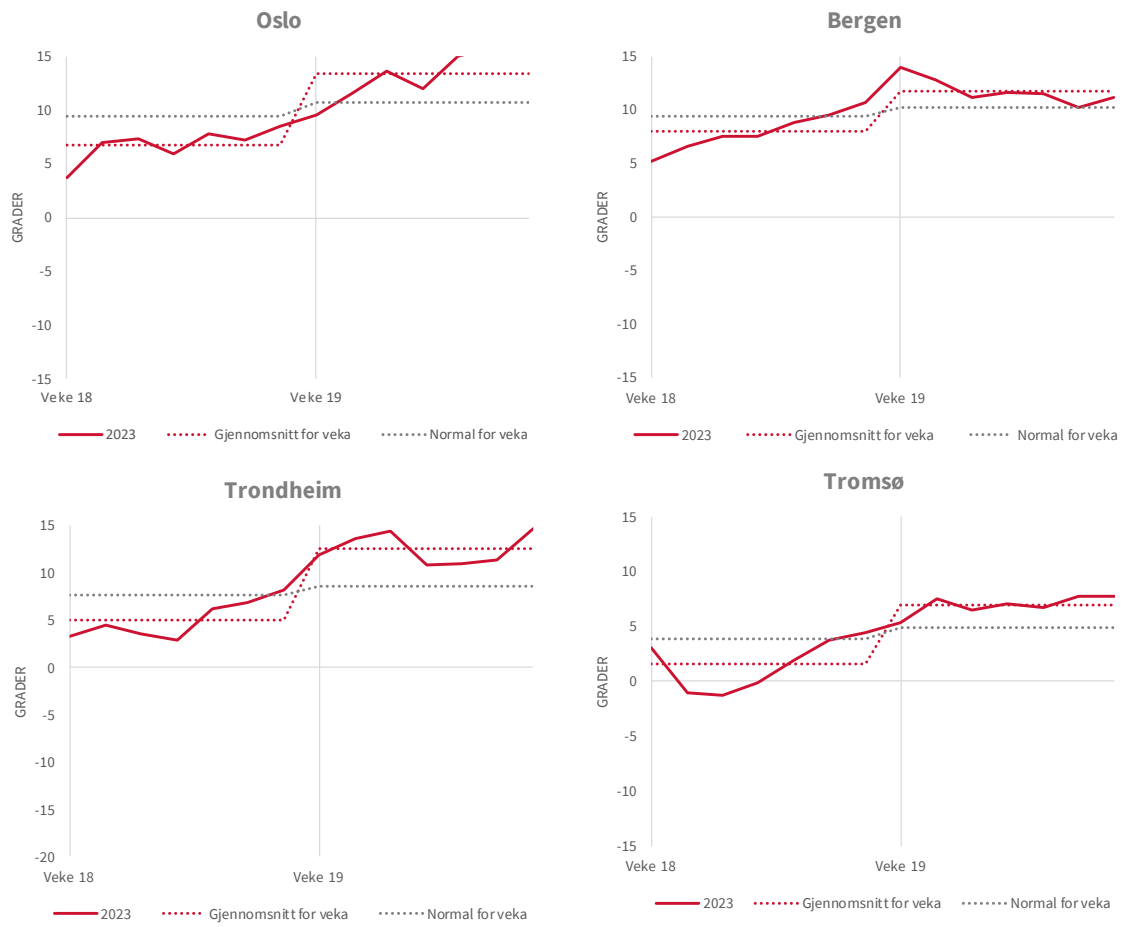 Oslo
15
10
5
0
-5
-10
-15
GRADER
Veke 18 Veke 19
2023 Gjennomsnitt for veka Normal for veka
Bergen
15
10
5
0
-5
-10
-15
GRADER
Veke 18 Veke 19
2023 Gjennomsnitt for veka Normal for veka
Trondheim
15
10
5
0
-5
-10
-15
-20
GRADER
Veke 18 Veke 19
2023 Gjennomsnitt for veka Normal for veka
Tromsø
15
10
5
0
-5
-10
-15
GRADER
Veke 18 Veke 19
2023 Gjennomsnitt for veka Normal for veka